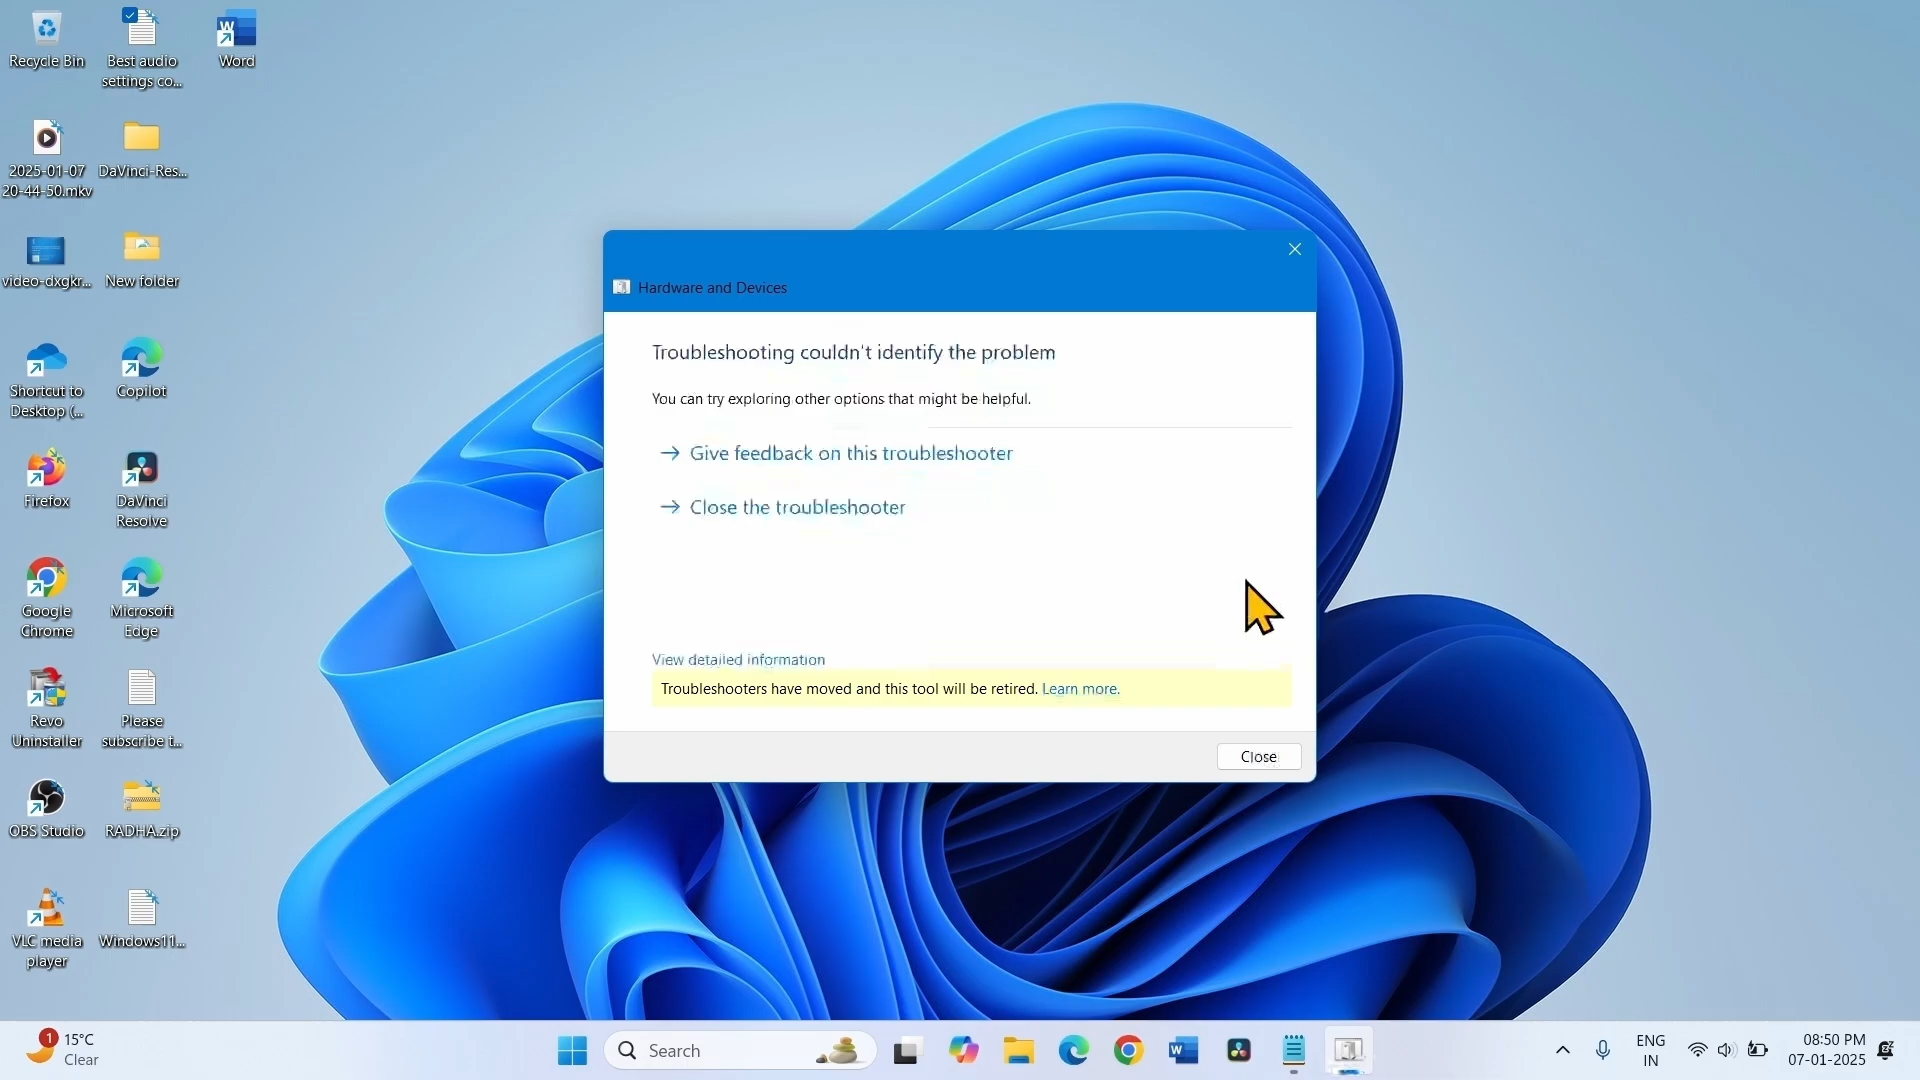 Recycle Bin
Best audio
settings co...
Word
2025-01-07
20-44-50.mkv
DaVinci-Res...
video-dxgkr...
New folder
Shortcut to
Desktop (...
Copilot
Firefox
DaVinci
Resolve
Google
Chrome
Microsoft
Edge
Revo
Uninstaller
Please
subscribe t...
OBS Studio
RADHA.zip
VLC media
player
Windows11...
Hardware and Devices
Troubleshooting couldn't identify the problem
You can try exploring other options that might be helpful.
Give feedback on this troubleshooter
Close the troubleshooter
View detailed information
Troubleshooters have moved and this tool will be retired. Learn more.
Close
1
15°C
Clear
Search
ENG
IN
08:50 PM
07-01-2025